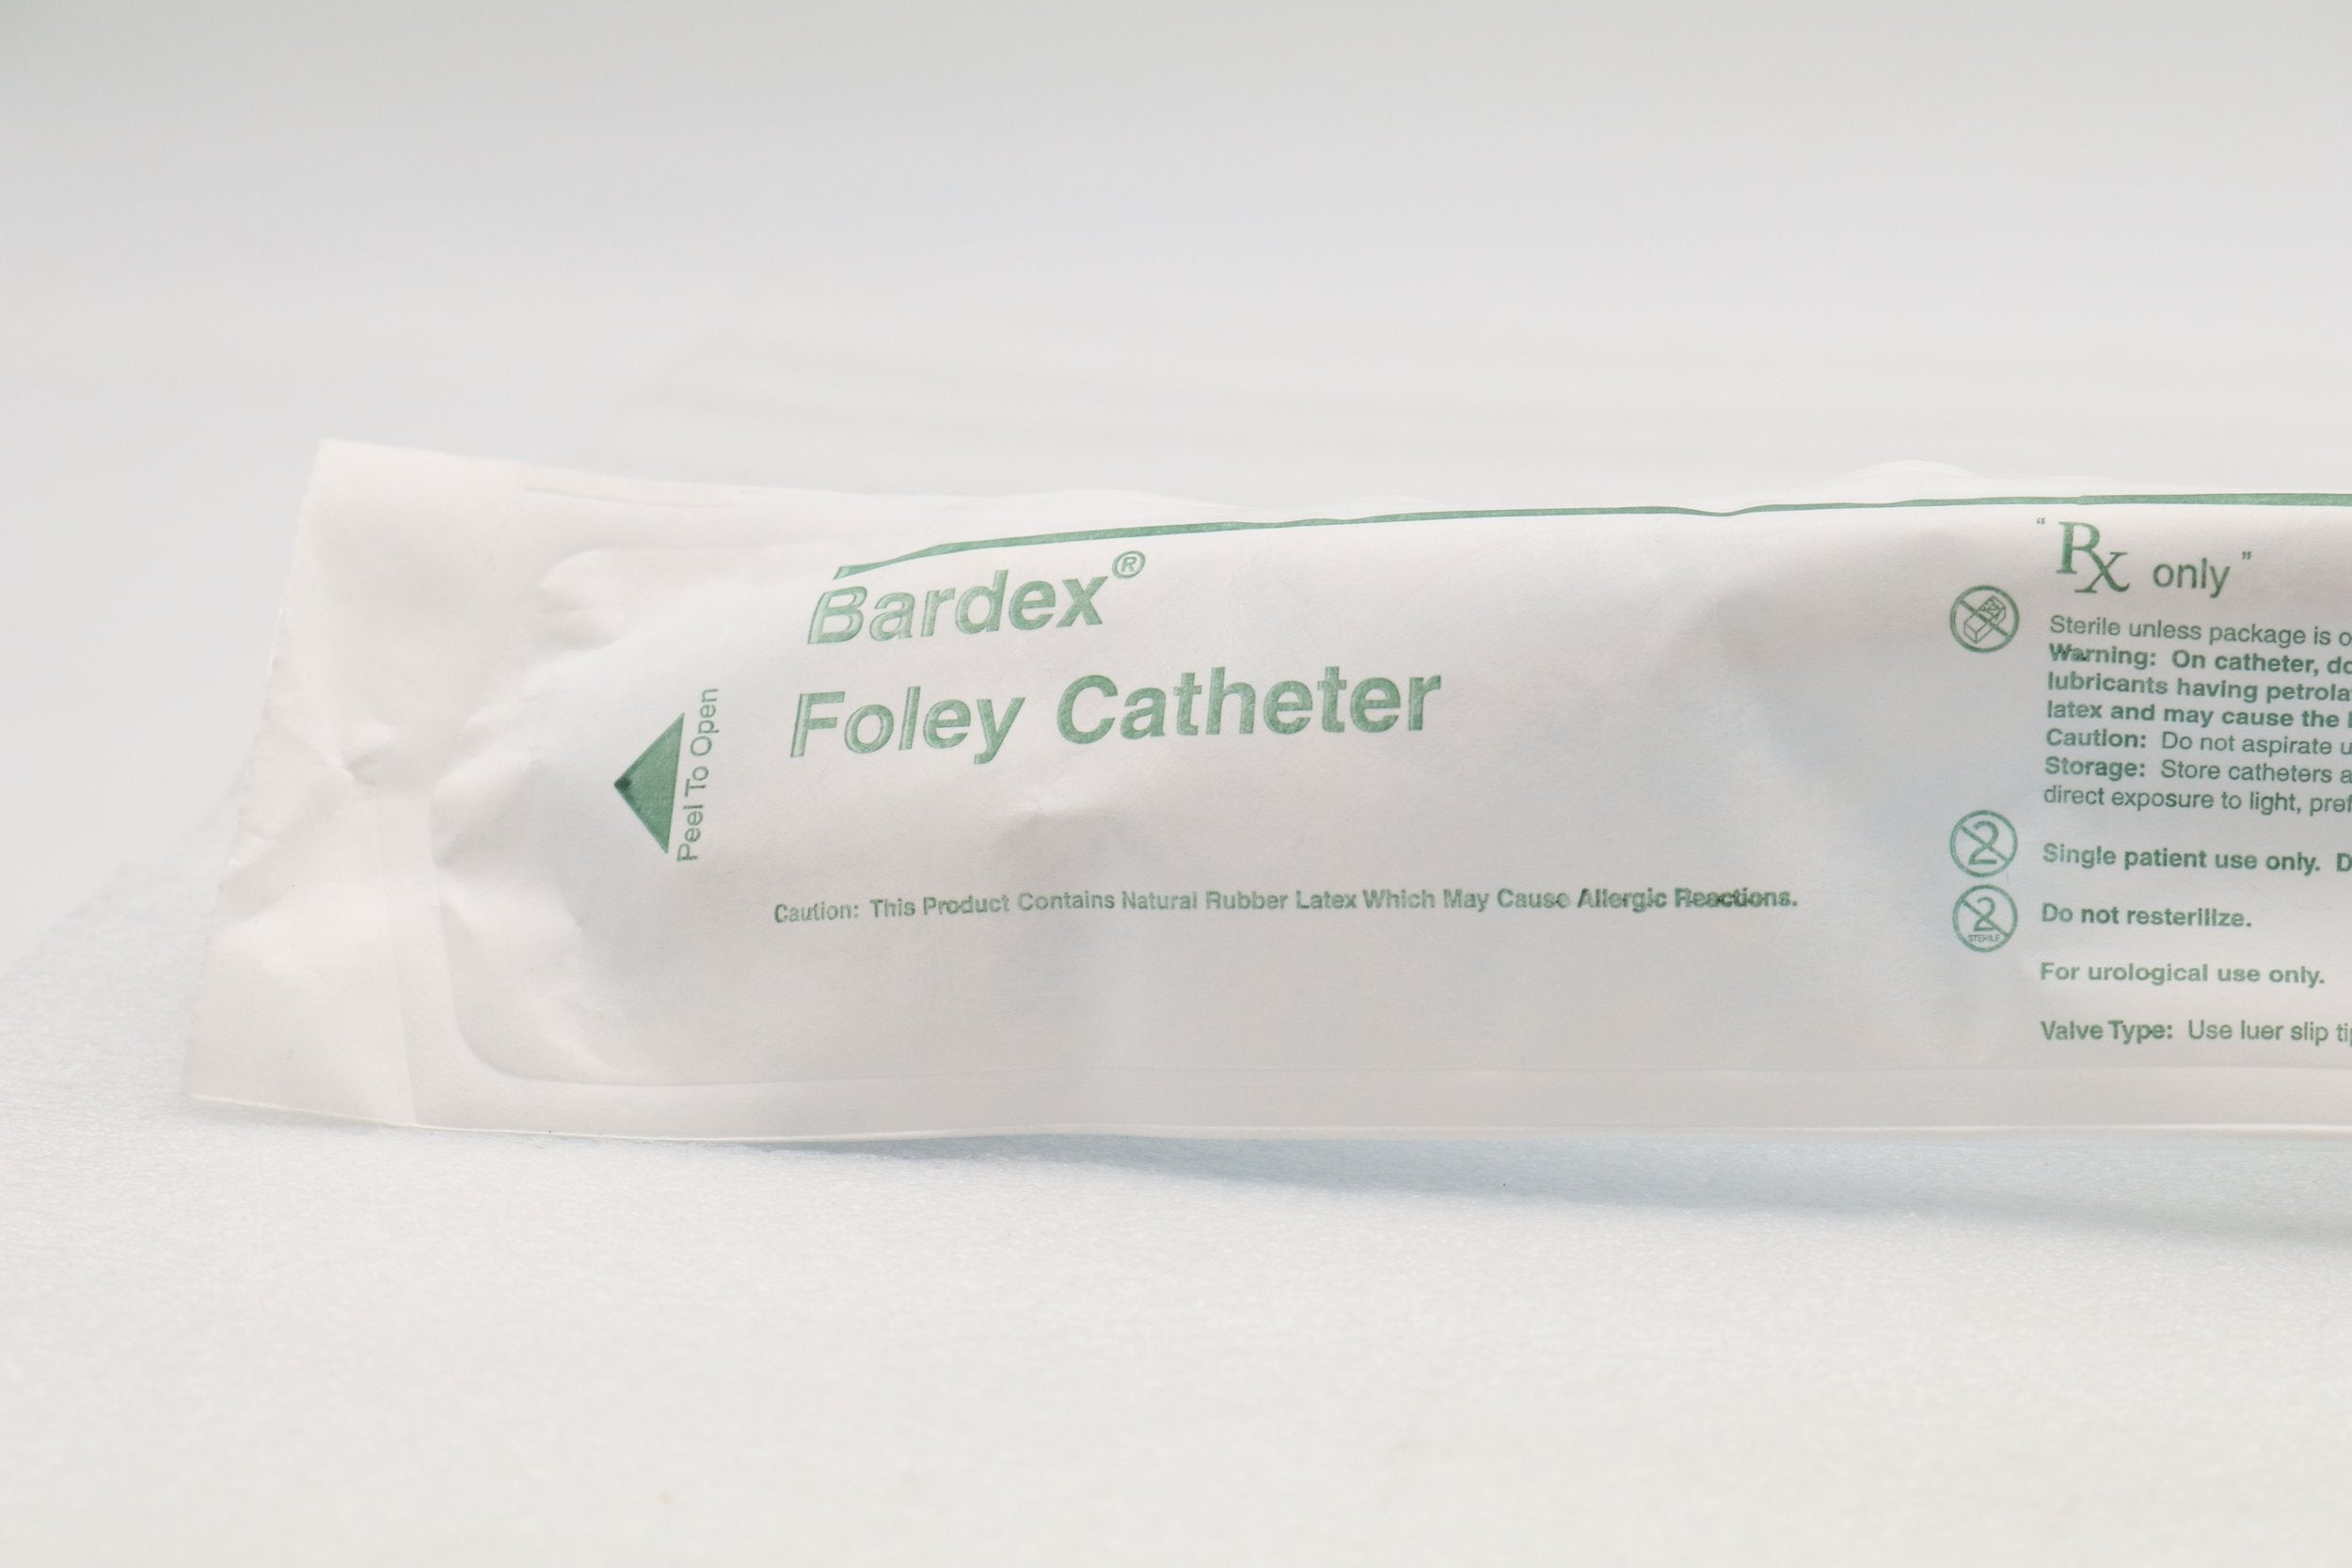 Bardex®
Foley Catheter
Peel To Open
Caution: This Product Contains Natural Rubber Latex Which May Cause Allergic Reactions.
"Rx only"
Sterile unless package is
Warning: On catheter,
lubricants having
latex and may cause the
Caution: Do not aspirate
Storage: Store catheters
direct exposure to light,
2
Single patient use only.
2
STERILE
Do not resterilize.
For urological use only.
Valve Type: Use luer slip